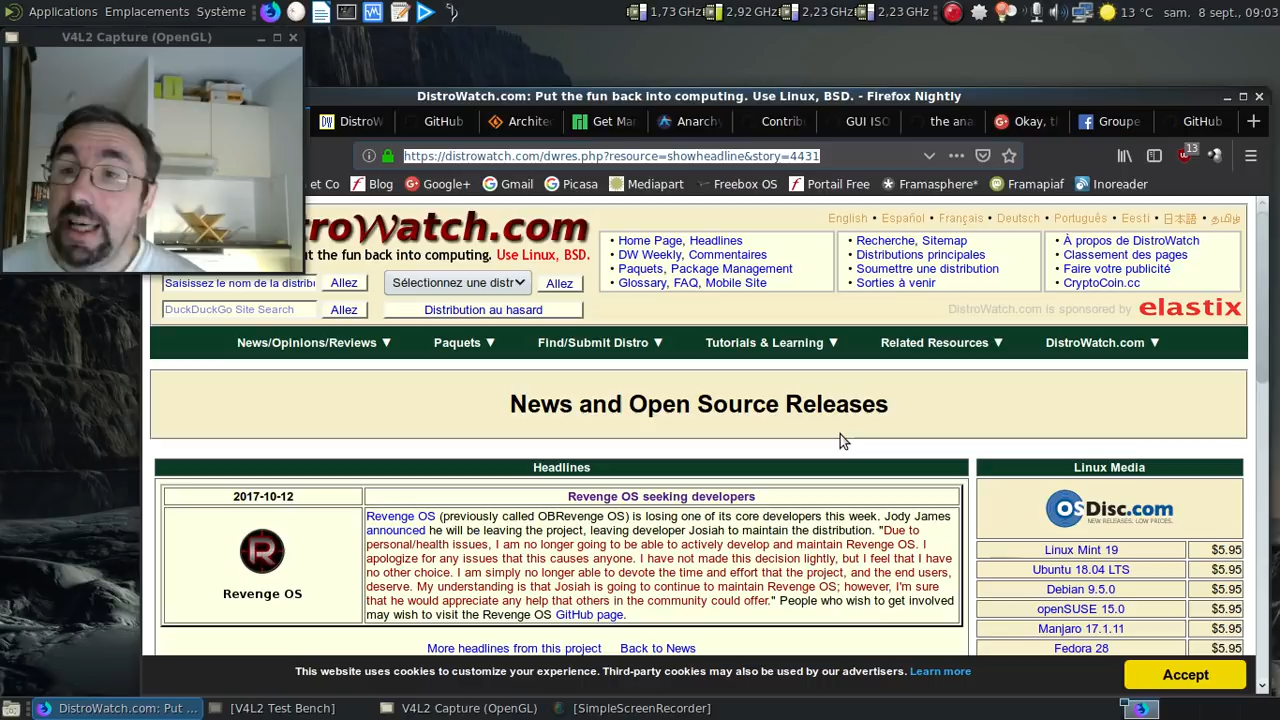 Applications Emplacements Système 1,73 GHz 2,92 GHz 2,23 GHz 2,23 GHz 13 °C sam. 8 sept., 09:03
V4L2 Capture (OpenGL)
DistroWatch.com: Put the fun back into computing. Use Linux, BSD. - Firefox Nightly
DistroW GitHub Archite Get Ma Anarchy Contrib GUI ISO the ana Okay, t Groupe GitHub
https://distrowatch.com/dwres.php?resource=showheadline&story=4431 13
et Co Blog Google+ Gmail Picasa Mediapart Freebox OS Portail Free Framasphere* Framapiaf Inoreader
English • Español • Français • Deutsch • Português • Eesti • 日本語 • தமிழ்
troWatch.com
ut the fun back into computing. Use Linux, BSD.
• Home Page, Headlines
• DW Weekly, Commentaires
• Paquets, Package Management
• Glossary, FAQ, Mobile Site
• Recherche, Sitemap
• Distributions principales
• Soumettre une distribution
• Sorties à venir
• À propos de DistroWatch
• Classement des pages
• Faire votre publicité
• CryptoCoin.cc
Saisissez le nom de la distribu Allez Sélectionnez une distr Allez
DuckDuckGo Site Search Allez Distribution au hasard
DistroWatch.com is sponsored by elastix
News/Opinions/Reviews ▼ Paquets ▼ Find/Submit Distro ▼ Tutorials & Learning ▼ Related Resources ▼ DistroWatch.com ▼
News and Open Source Releases
Headlines
2017-10-12 Revenge OS seeking developers
R
Revenge OS
Revenge OS (previously called OBRevenge OS) is losing one of its core developers this week. Jody James
announced he will be leaving the project, leaving developer Josiah to maintain the distribution. "Due to
personal/health issues, I am no longer going to be able to actively develop and maintain Revenge OS. I
apologize for any issues that this causes anyone. I have not made this decision lightly, but I feel that I have
no other choice. I am simply no longer able to devote the time and effort that the project, and the end users,
deserve. My understanding is that Josiah is going to continue to maintain Revenge OS; however, I'm sure
that he would appreciate any help that others in the community could offer." People who wish to get involved
may wish to visit the Revenge OS GitHub page.
More headlines from this project Back to News
Linux Media
OSDisc.com
NEW RELEASES. LOW PRICES.
Linux Mint 19 $5.95
Ubuntu 18.04 LTS $5.95
Debian 9.5.0 $5.95
openSUSE 15.0 $5.95
Manjaro 17.1.11 $5.95
Fedora 28 $5.95
This website uses cookies to customize your experience. Third-party cookies may also be used by our advertisers. Learn more Accept
DistroWatch.com: Put ... [V4L2 Test Bench] V4L2 Capture (OpenGL) [SimpleScreenRecorder]